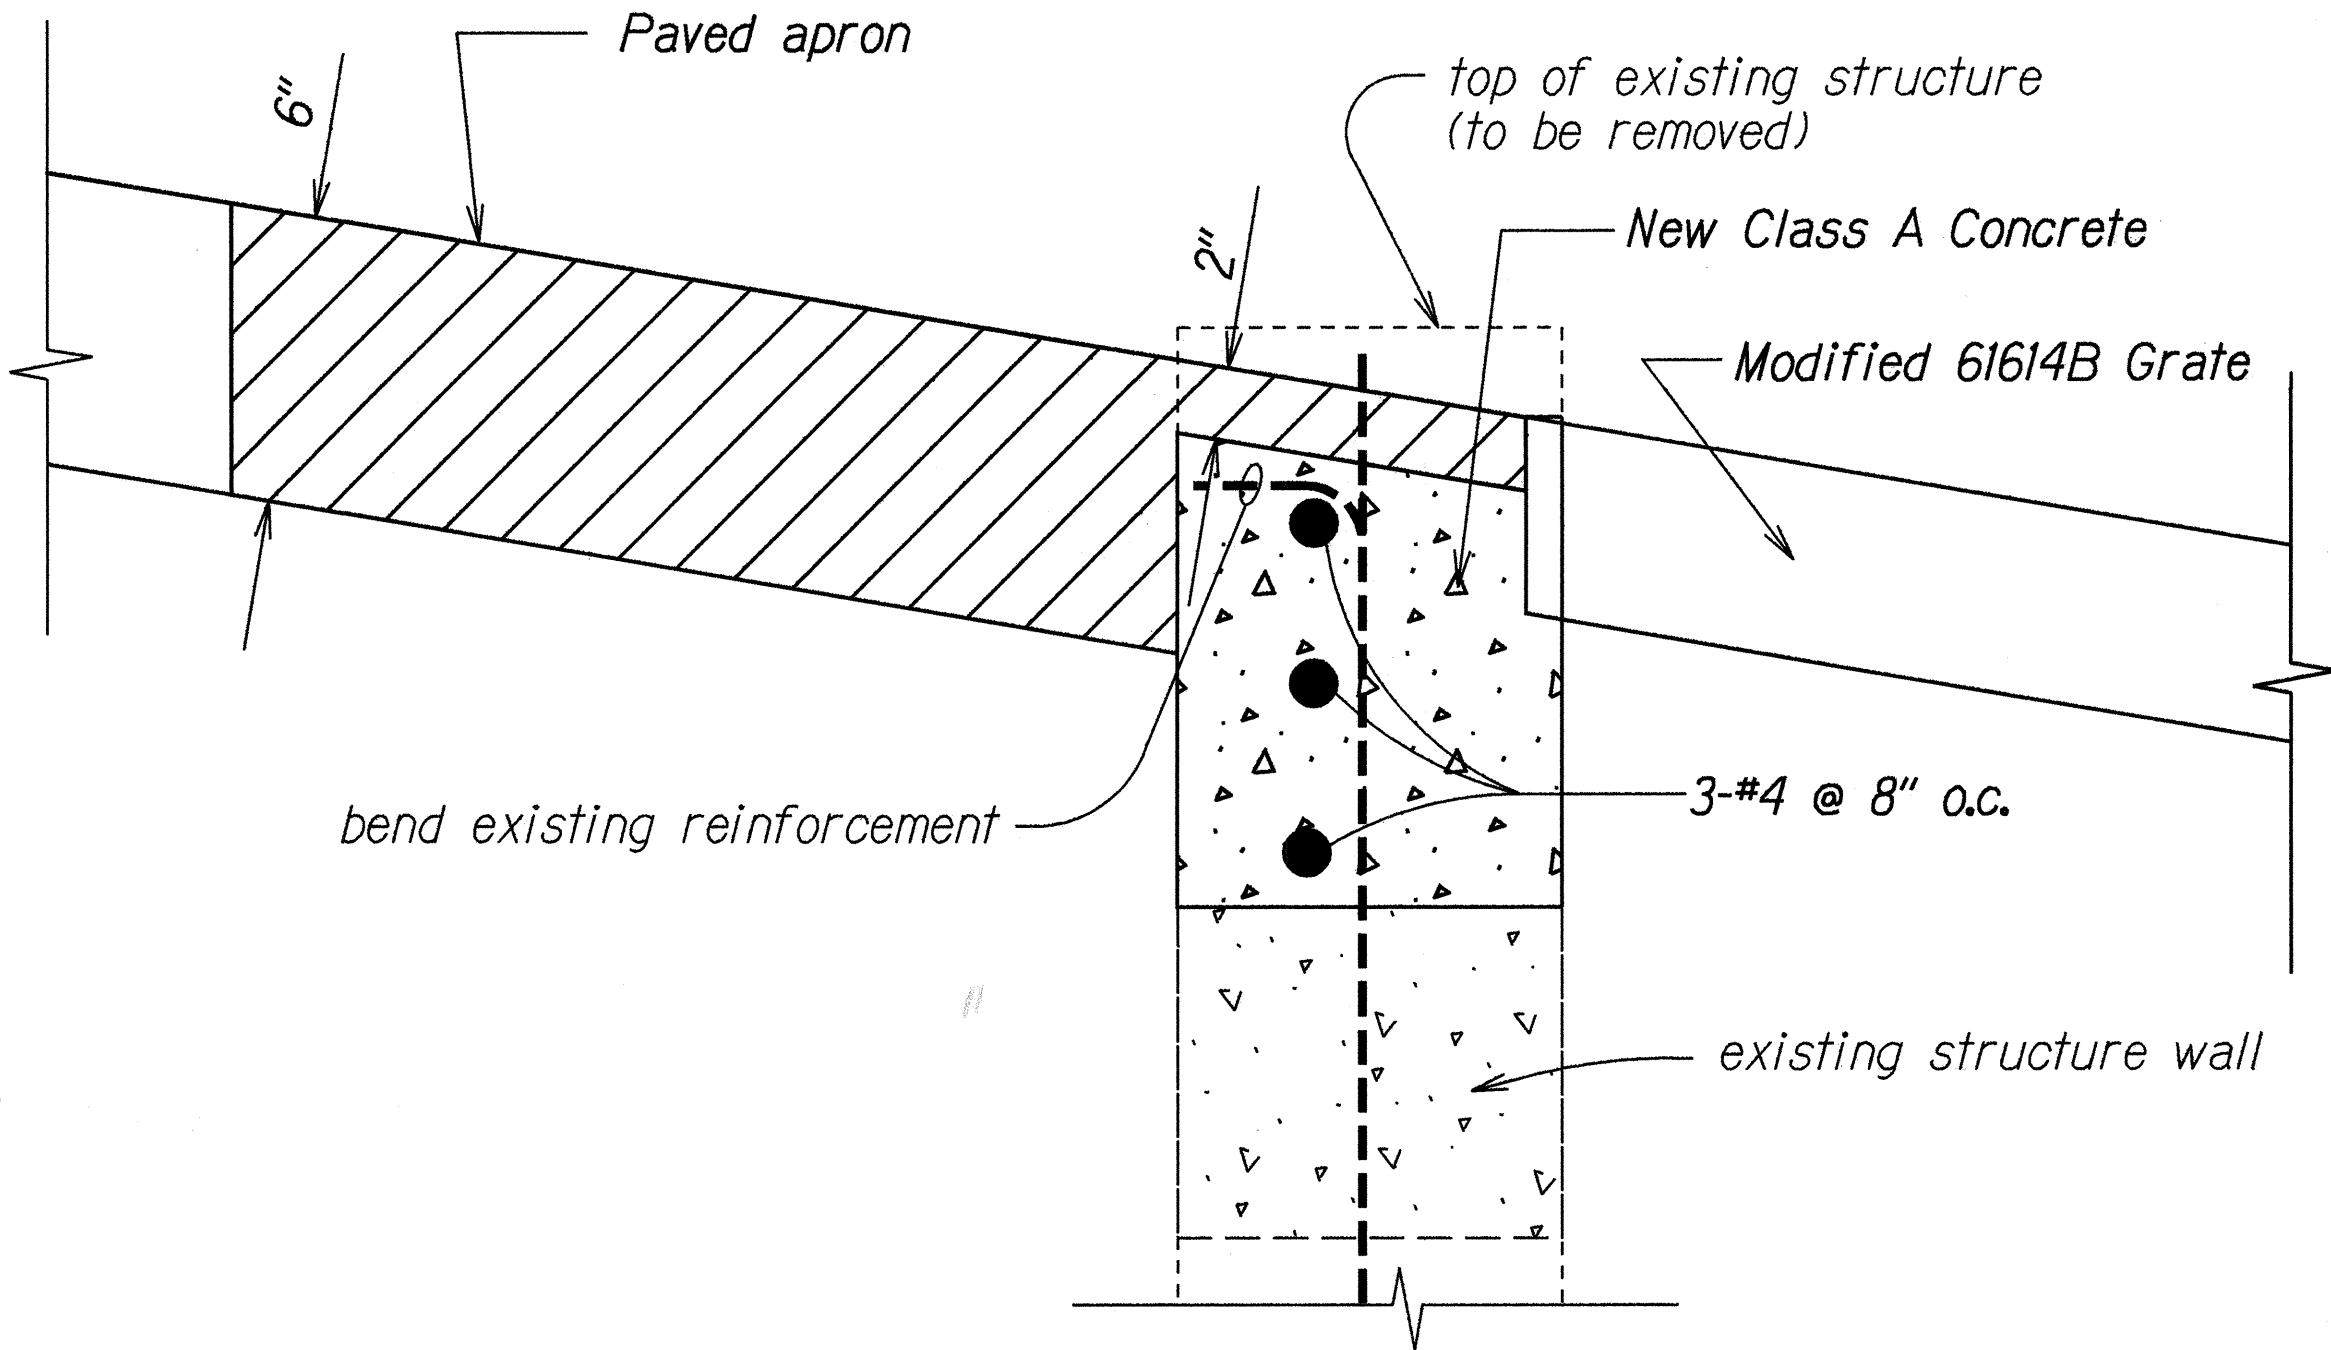 Paved apron
6"
top of existing structure
(to be removed)
2"
New Class A Concrete
Modified 61614B Grate
bend existing reinforcement
3-#4 @ 8" o.c.
existing structure wall